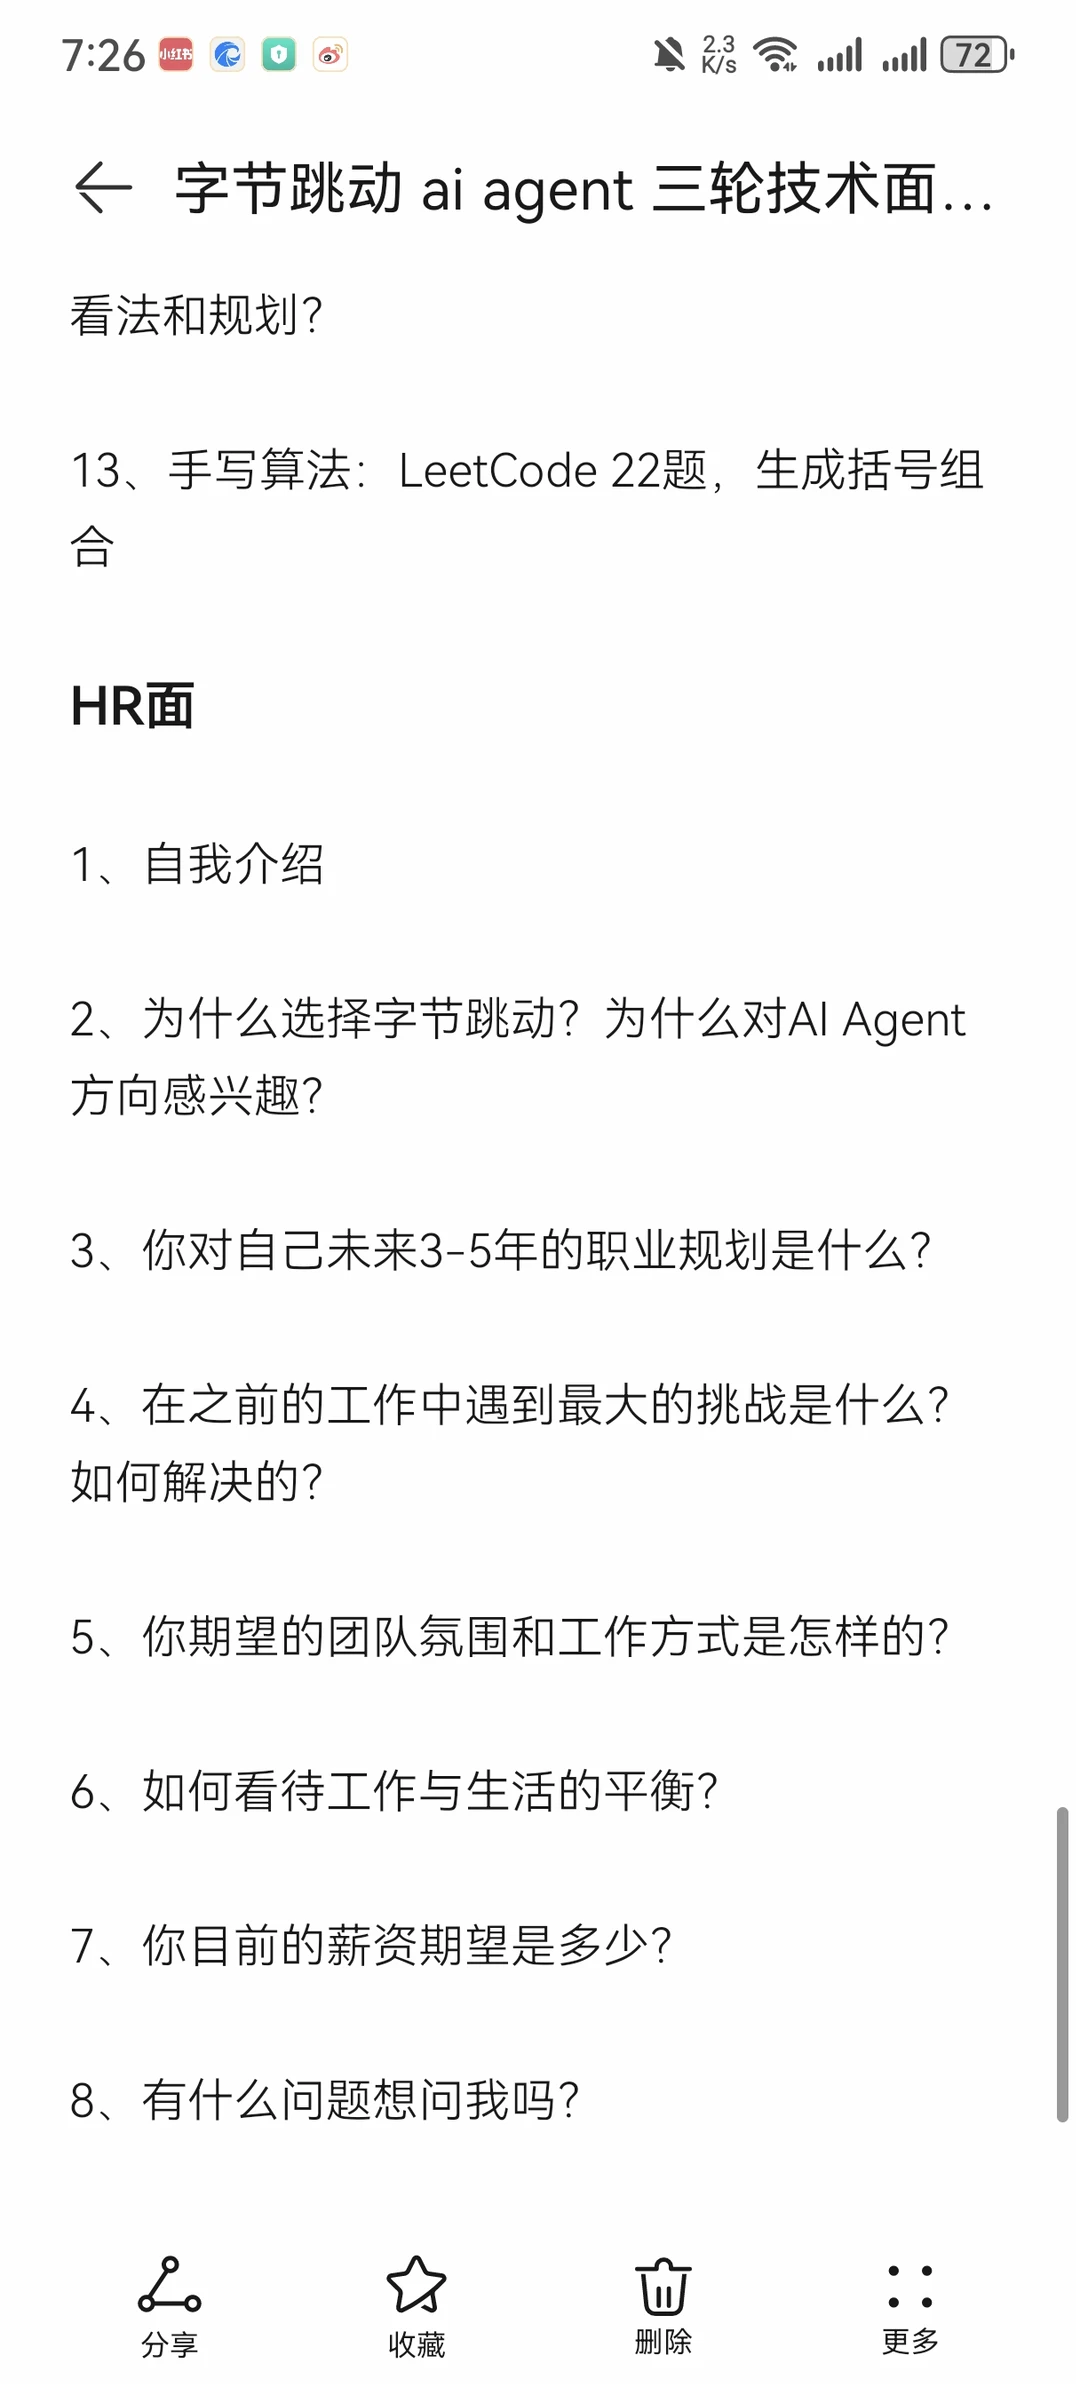 7:26 小红书 2.3 K/s 72
字节跳动 ai agent 三轮技术面...
看法和规划？
13、手写算法：LeetCode 22题，生成括号组
合
HR面
1、自我介绍
2、为什么选择字节跳动？为什么对AI Agent
方向感兴趣？
3、你对自己未来3-5年的职业规划是什么？
4、在之前的工作中遇到最大的挑战是什么？
如何解决的？
5、你期望的团队氛围和工作方式是怎样的？
6、如何看待工作与生活的平衡？
7、你目前的薪资期望是多少？
8、有什么问题想问我吗？
分享 收藏 删除 更多